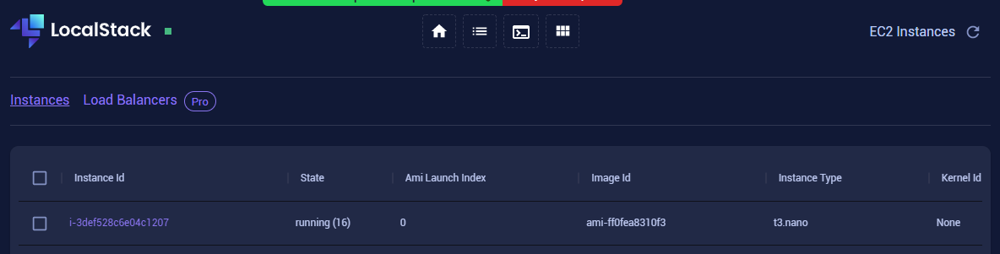 LocalStack
EC2 Instances
Instances Load Balancers Pro
Instance Id State Ami Launch Index Image Id Instance Type Kernel Id
i-3def528c6e04c1207 running (16) 0 ami-ff0fea8310f3 t3.nano None